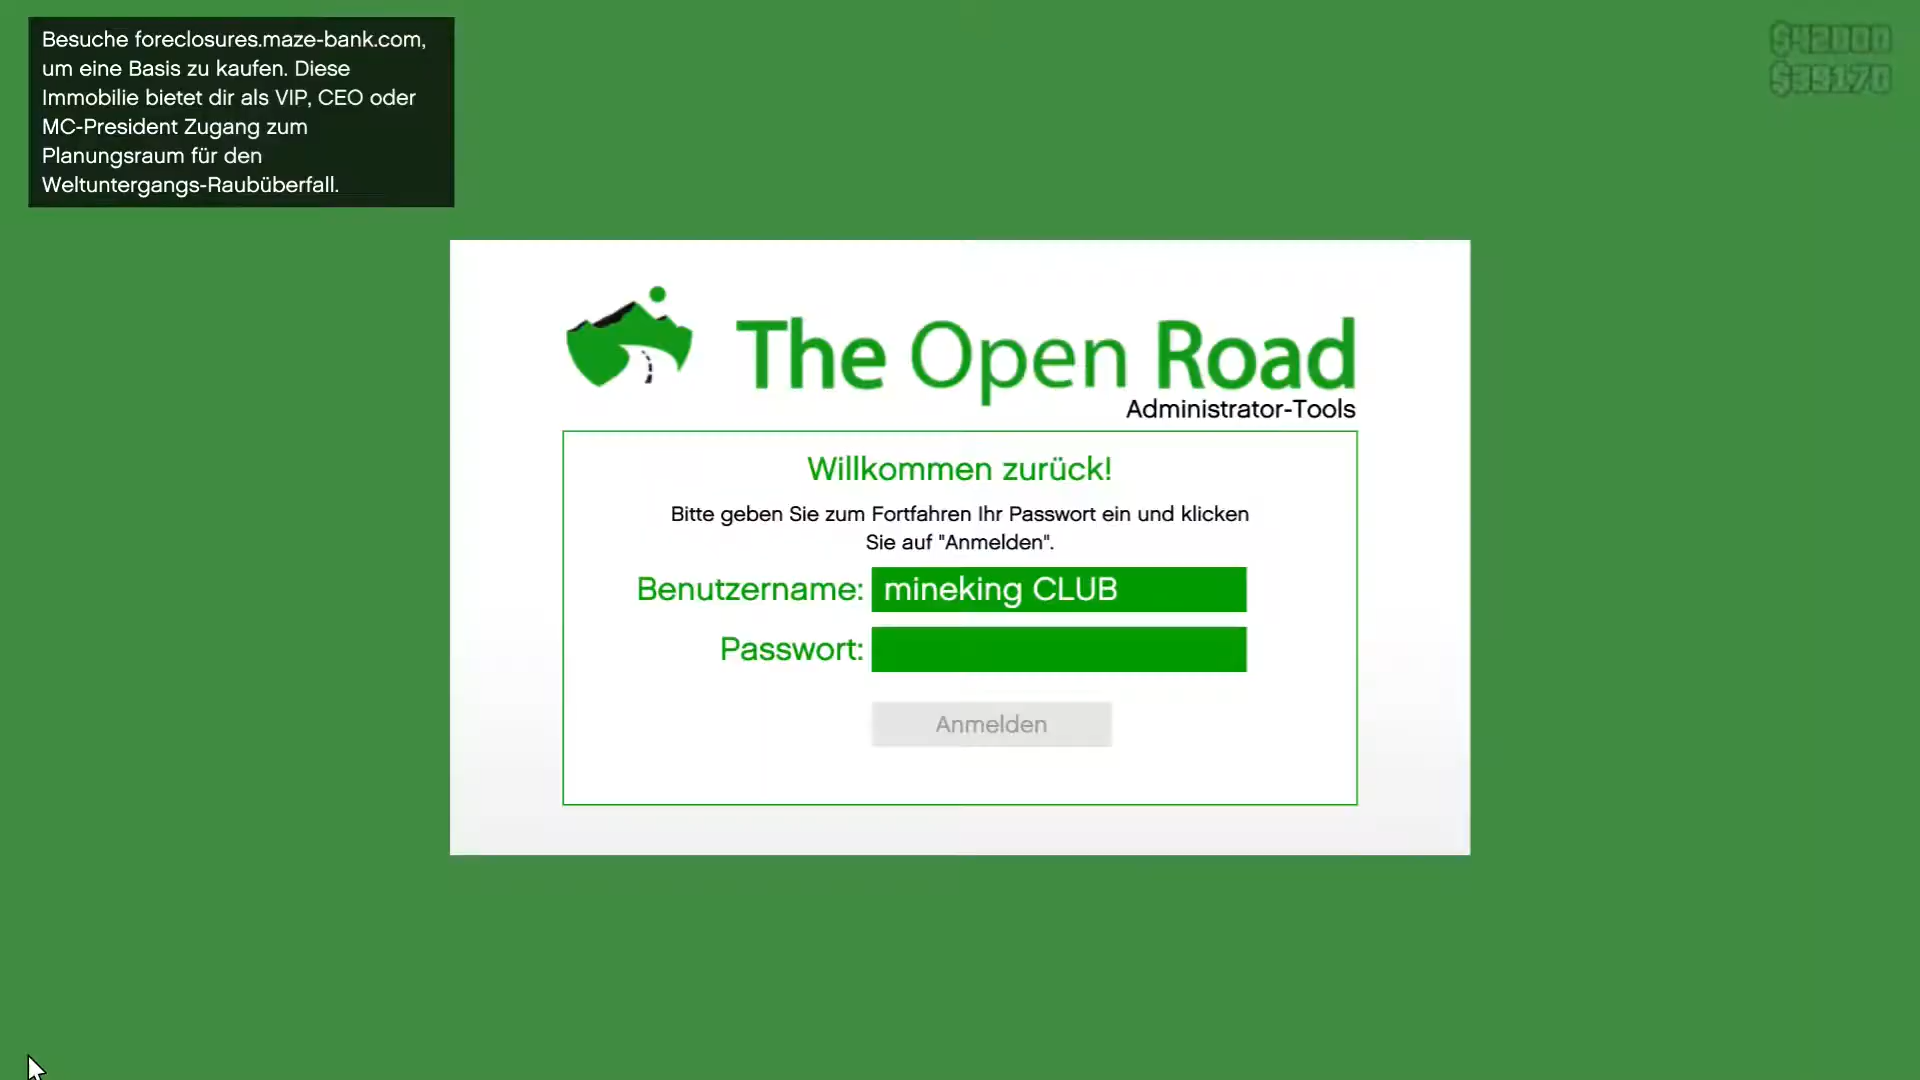 Besuche foreclosures.maze-bank.com,
um eine Basis zu kaufen. Diese
Immobilie bietet dir als VIP, CEO oder
MC-President Zugang zum
Planungsraum für den
Weltuntergangs-Raubüberfall.
$42000
$39170
The Open Road
Administrator-Tools
Willkommen zurück!
Bitte geben Sie zum Fortfahren Ihr Passwort ein und klicken
Sie auf "Anmelden".
Benutzername: mineking CLUB
Passwort:
Anmelden